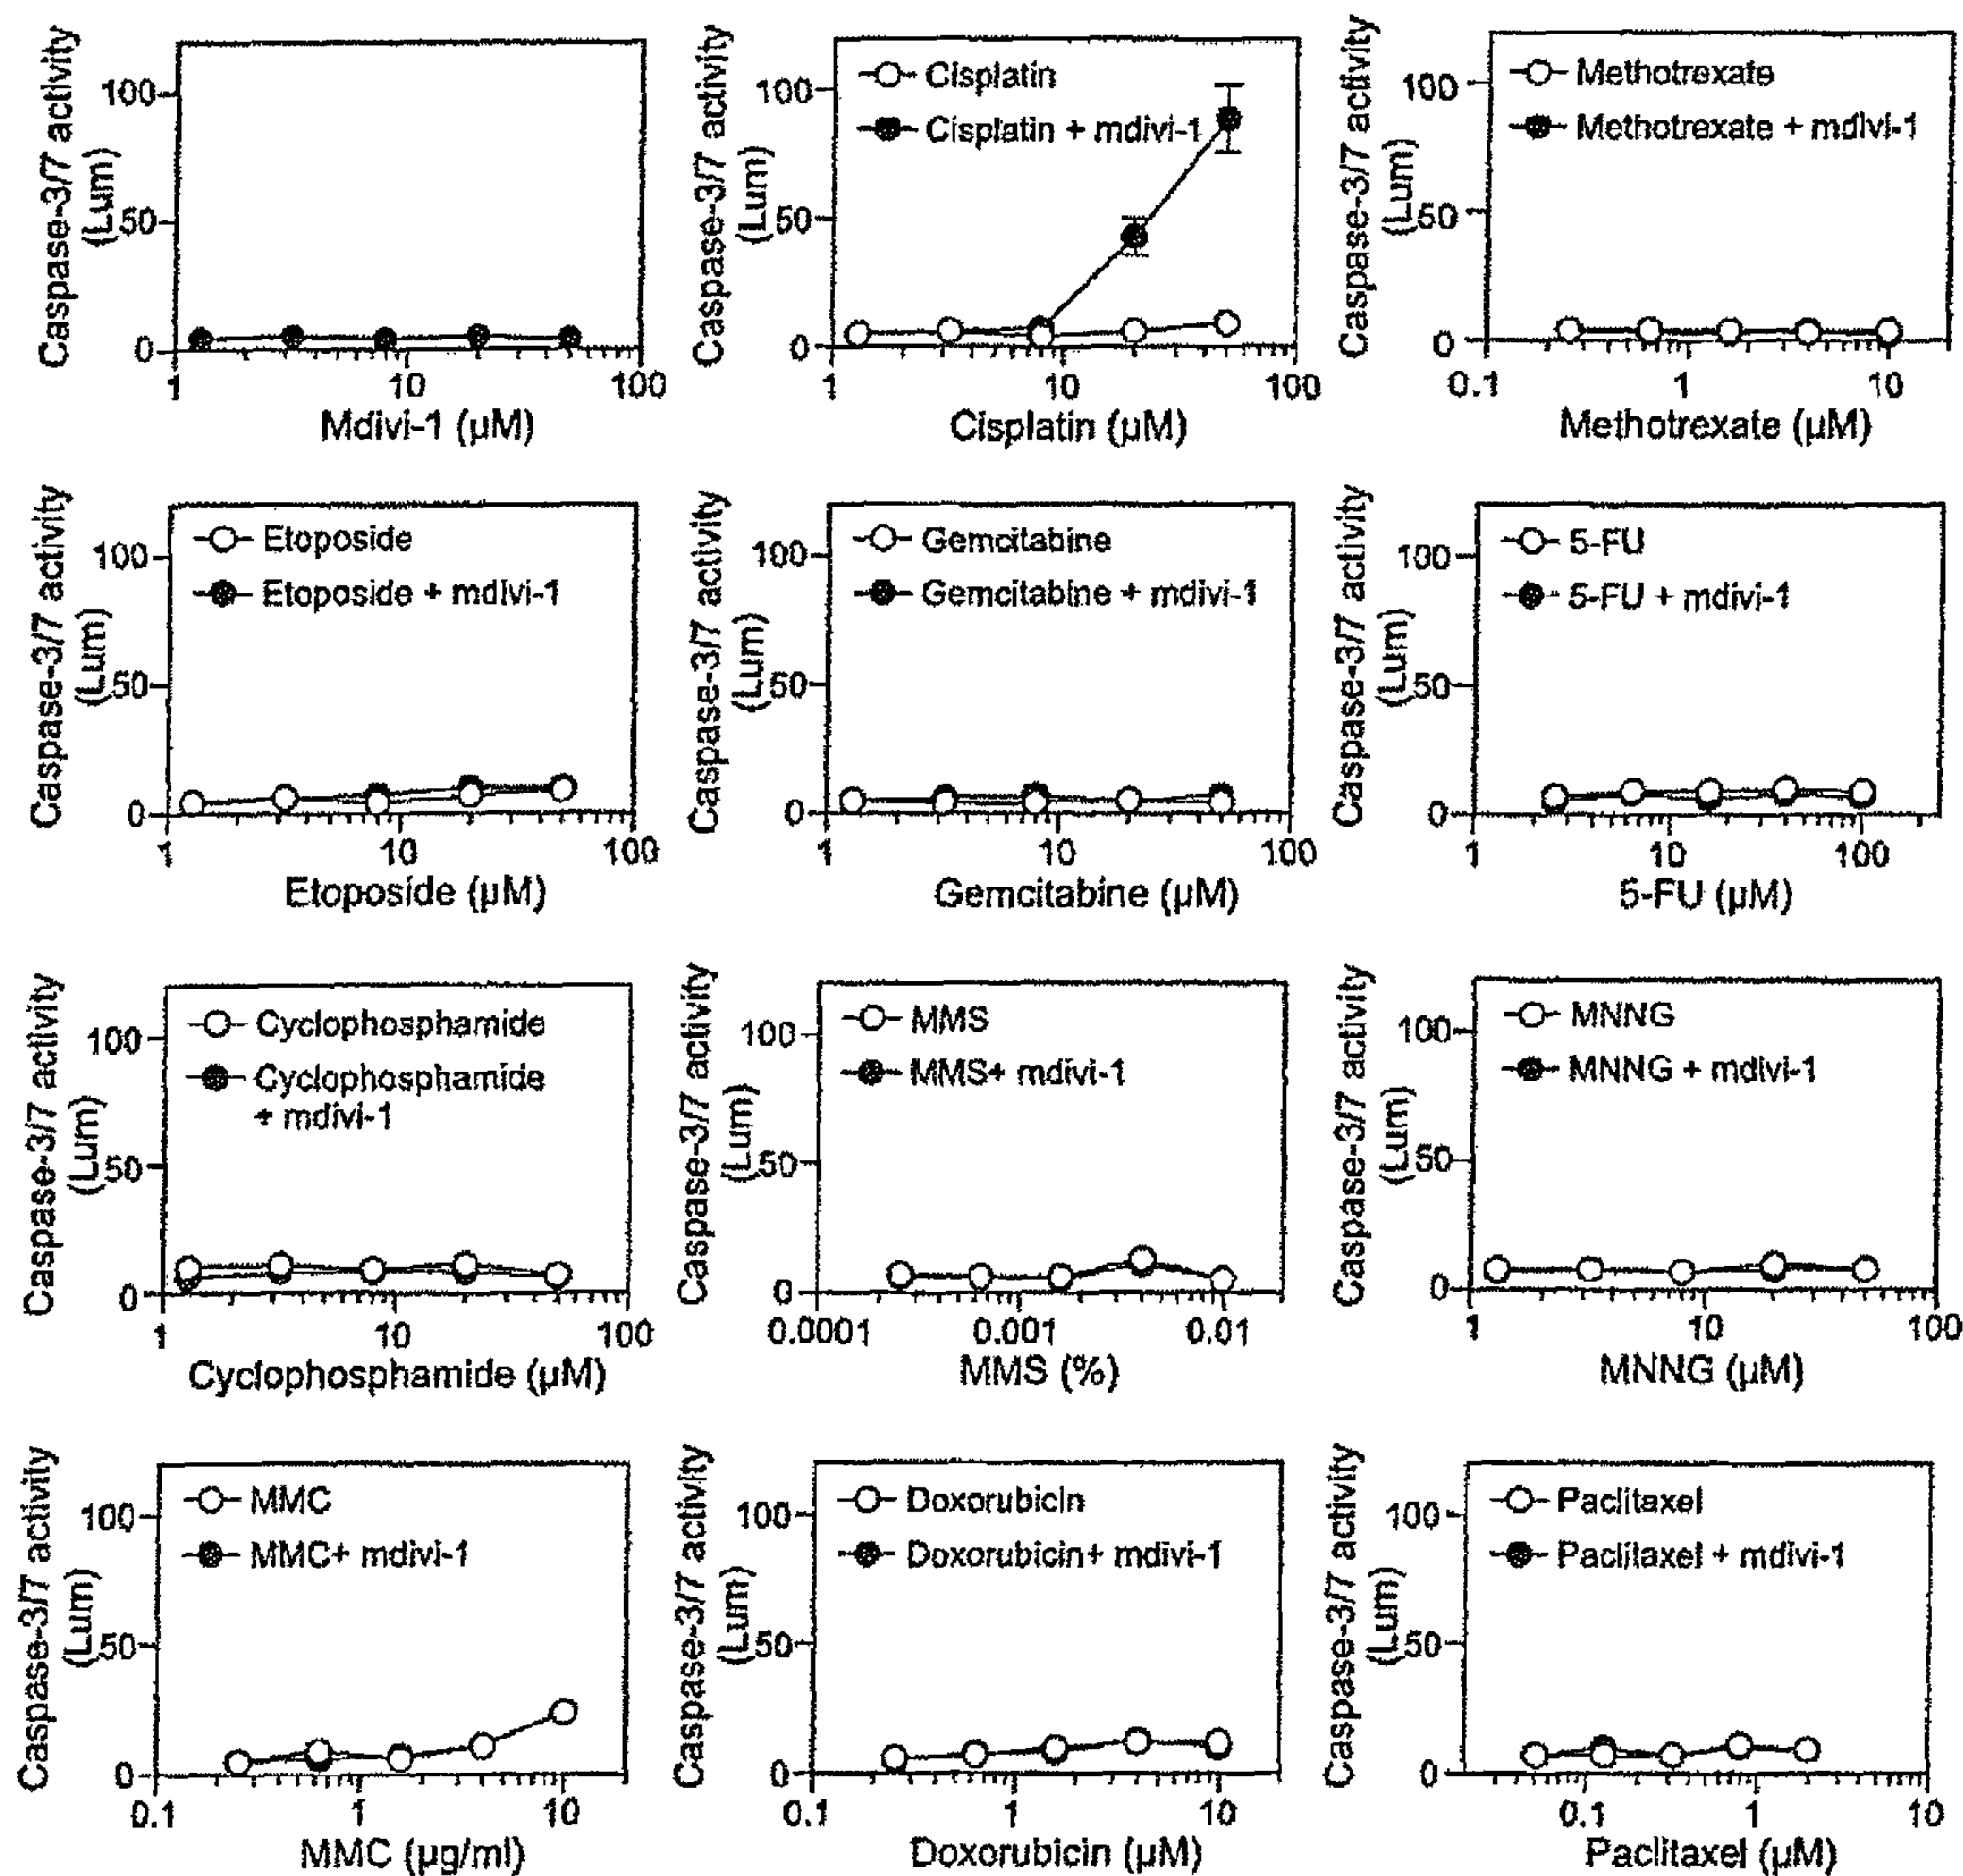 Caspase-3/7 activity
(Lum)
100
50
0
1
10
100
Mdivi-1 (µM)
Caspase-3/7 activity
(Lum)
100
50
0
Cisplatin
Cisplatin + mdivi-1
1
10
100
Cisplatin (µM)
Caspase-3/7 activity
(Lum)
100
50
0
Methotrexate
Methotrexate + mdivi-1
0.1
1
10
Methotrexate (µM)
Caspase-3/7 activity
(Lum)
100
50
0
Etoposide
Etoposide + mdivi-1
1
10
100
Etoposide (µM)
Caspase-3/7 activity
(Lum)
100
50
0
Gemcitabine
Gemcitabine + mdivi-1
1
10
100
Gemcitabine (µM)
Caspase-3/7 activity
(Lum)
100
50
0
5-FU
5-FU + mdivi-1
1
10
100
5-FU (µM)
Caspase-3/7 activity
(Lum)
100
50
0
Cyclophosphamide
Cyclophosphamide
+ mdivi-1
1
10
100
Cyclophosphamide (µM)
Caspase-3/7 activity
(Lum)
100
50
0
MMS
MMS+ mdivi-1
0.0001
0.001
0.01
MMS (%)
Caspase-3/7 activity
(Lum)
100
50
0
MNNG
MNNG + mdivi-1
1
10
100
MNNG (µM)
Caspase-3/7 activity
(Lum)
100
50
0
MMC
MMC+ mdivi-1
0.1
1
10
MMC (µg/ml)
Caspase-3/7 activity
(Lum)
100
50
0
Doxorubicin
Doxorubicin+ mdivi-1
0.1
1
10
Doxorubicin (µM)
Caspase-3/7 activity
(Lum)
100
50
0
Paclitaxel
Paclitaxel + mdivi-1
0.1
1
10
Paclitaxel (µM)